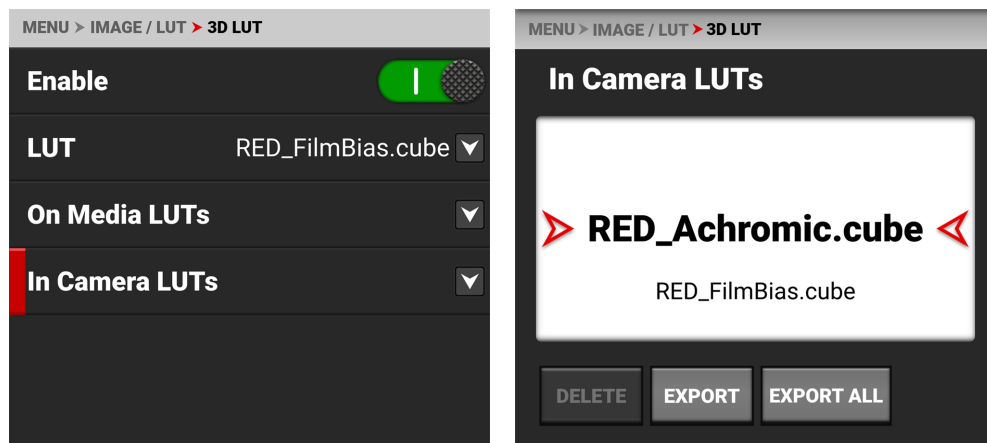 MENU > IMAGE / LUT > 3D LUT
Enable
LUT RED_FilmBias.cube
On Media LUTs
In Camera LUTs
MENU > IMAGE / LUT > 3D LUT
In Camera LUTs
RED_Achromic.cube
RED_FilmBias.cube
DELETE EXPORT EXPORT ALL